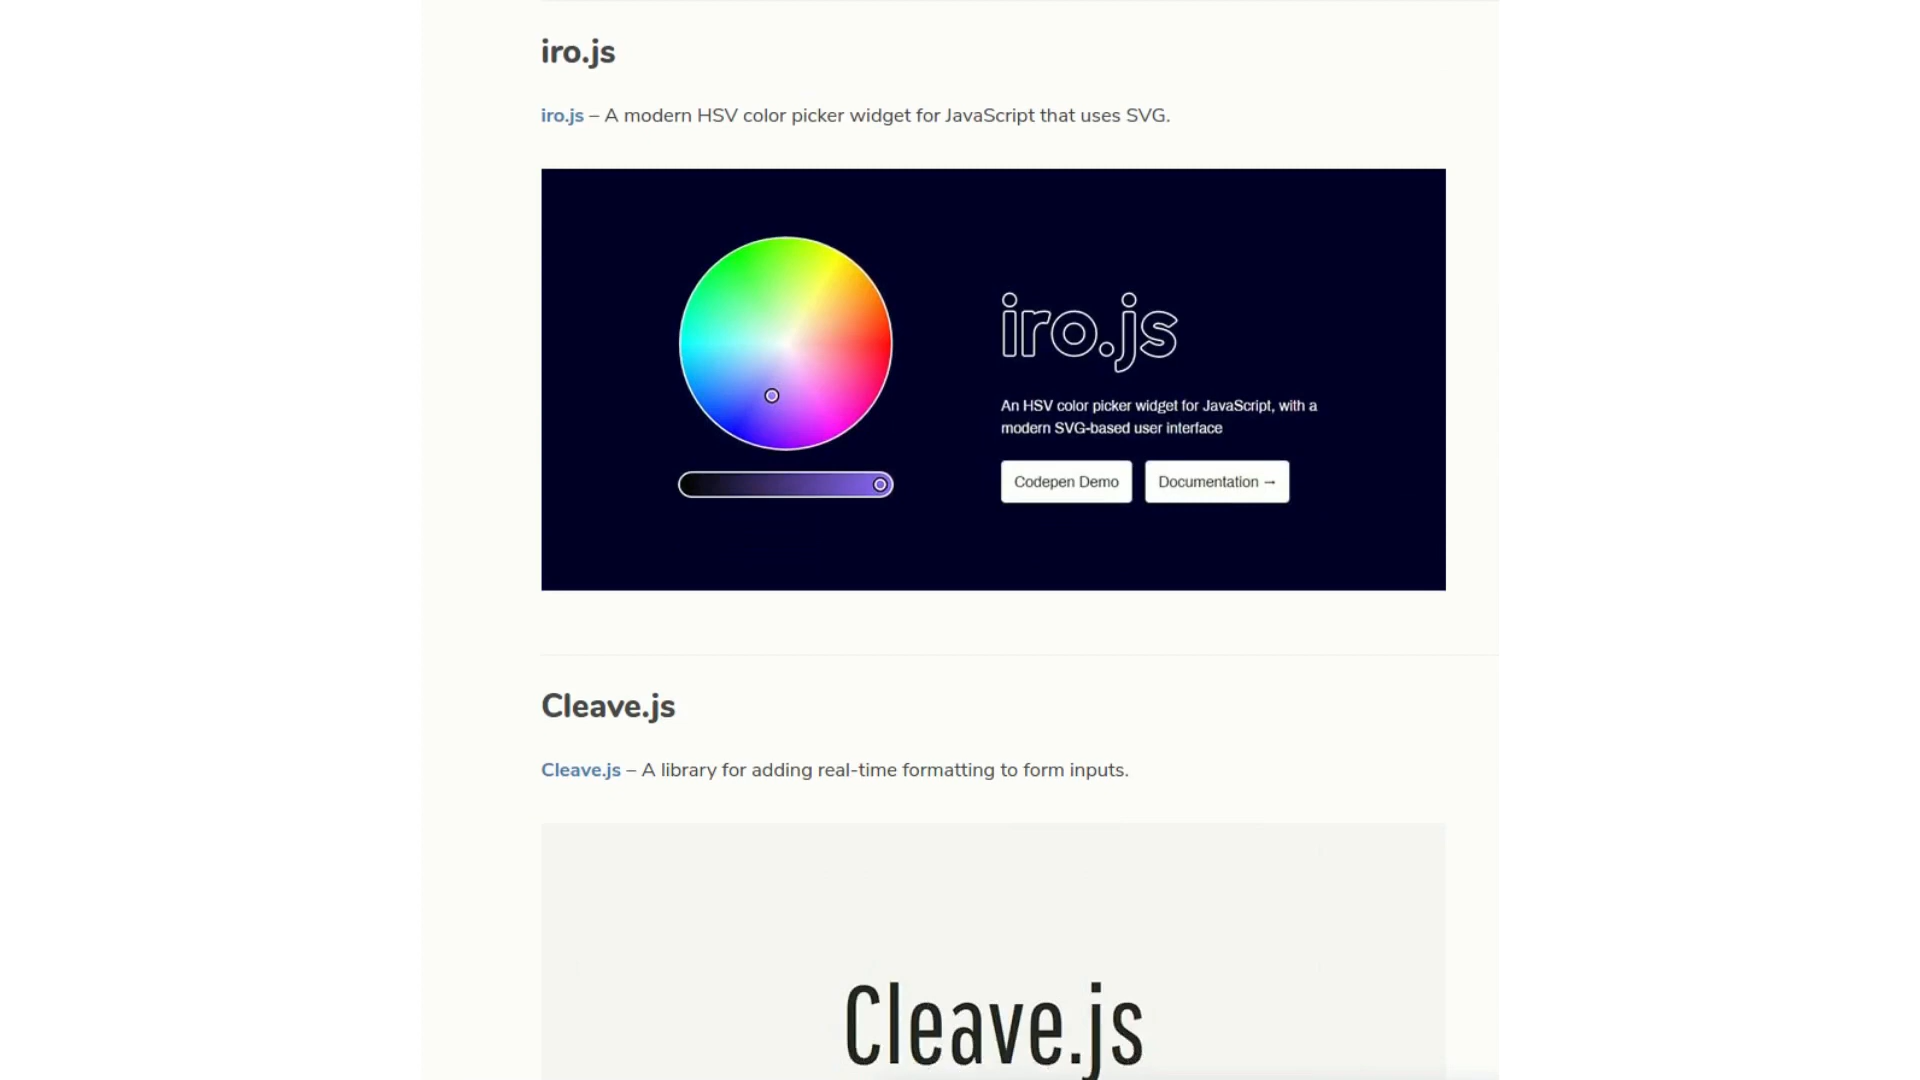 iro.js
iro.js – A modern HSV color picker widget for JavaScript that uses SVG.
iro.js
An HSV color picker widget for JavaScript, with a
modern SVG-based user interface
Codepen Demo
Documentation →
Cleave.js
Cleave.js – A library for adding real-time formatting to form inputs.
Cleave.js